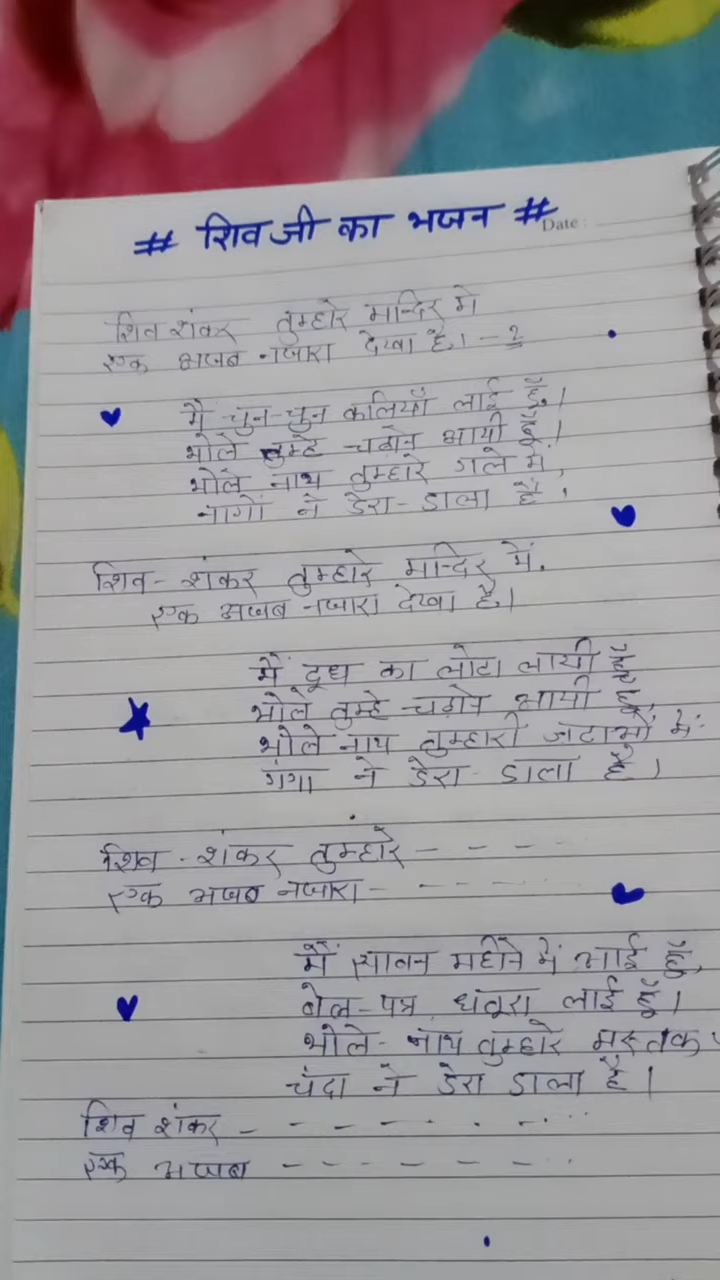 # शिव जी का भजन #
Date :
शिव शंकर तुम्हारे मन्दिर मे
एक अजब नजारा देखा है। - 2
मै चुन-चुन कलियाँ लाई हूँ।
भोले तुम्हे चढ़ाने आयी हूँ।
भोले नाथ तुम्हारे गले में,
नागों ने डेरा-डाला है।
शिव-शंकर तुम्हारे मन्दिर में.
एक अजब नजारा देखा है।
मैं दूध का लोटा लायी हूँ
भोले तुम्हे चढ़ाने आयी हूँ,
भोले नाथ तुम्हारी जटाओं में
गंगा ने डेरा-डाला है।
शिव-शंकर तुम्हारे - - - -
एक अजब नजारा - - - - -
मैं सावन महीने में आई हूँ,
बेल-पत्र धतूरा लाई हूँ।
भोले-नाथ तुम्हारे मस्तक
चंदा ने डेरा डाला है।
शिव शंकर - - - - - - -
एक अजब - - - - - - -